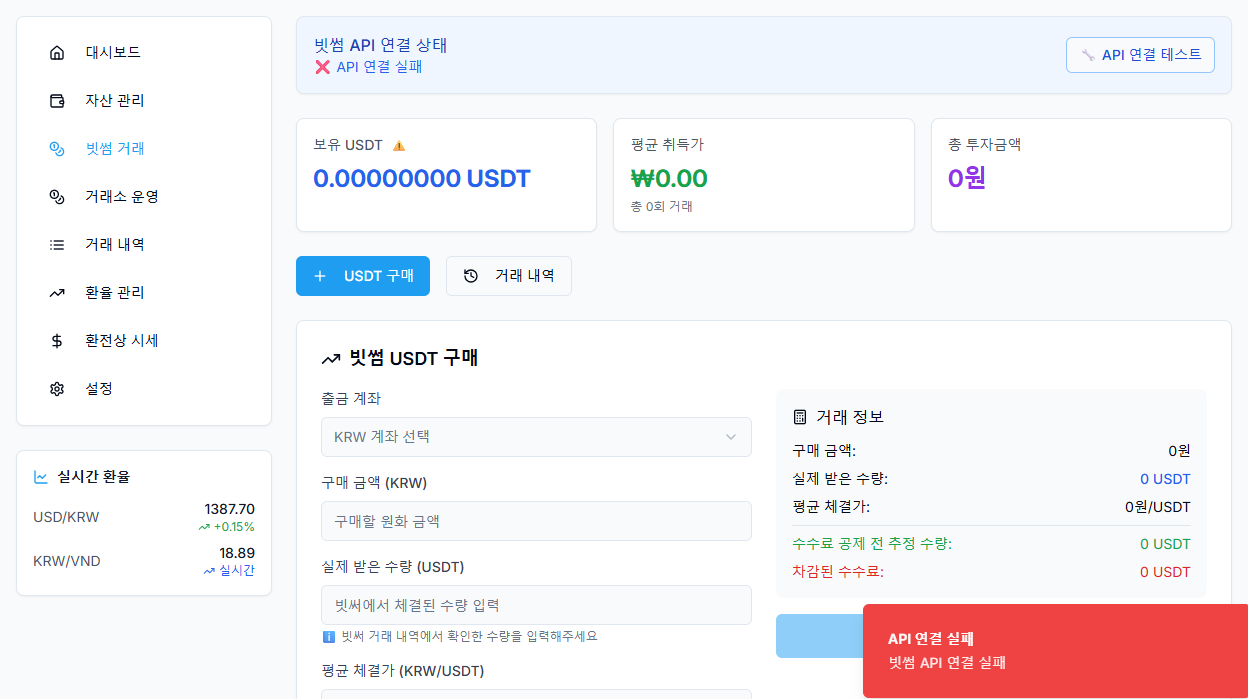 대시보드
자산 관리
빗썸 거래
거래소 운영
거래 내역
환율 관리
환전상 시세
설정
실시간 환율
USD/KRW 1387.70
+0.15%
KRW/VND 18.89
실시간
빗썸 API 연결 상태
❌ API 연결 실패
🔧 API 연결 테스트
보유 USDT ⚠️
0.00000000 USDT
평균 취득가
₩0.00
총 0회 거래
총 투자금액
0원
USDT 구매
거래 내역
빗썸 USDT 구매
출금 계좌
KRW 계좌 선택
구매 금액 (KRW)
구매할 원화 금액
실제 받은 수량 (USDT)
빗써에서 체결된 수량 입력
ℹ️ 빗써 거래 내역에서 확인한 수량을 입력해주세요
평균 체결가 (KRW/USDT)
거래 정보
구매 금액: 0원
실제 받은 수량: 0 USDT
평균 체결가: 0원/USDT
수수료 공제 전 추정 수량: 0 USDT
차감된 수수료: 0 USDT
API 연결 실패
빗썸 API 연결 실패